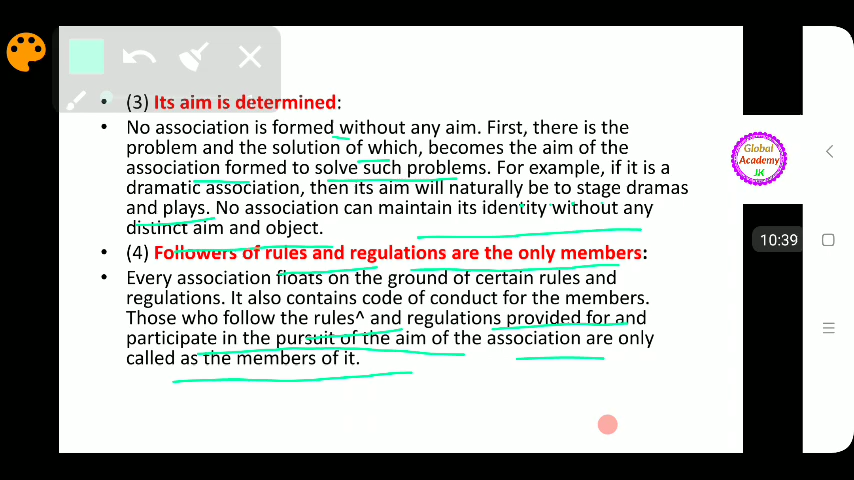 • (3) Its aim is determined:
• No association is formed without any aim. First, there is the
problem and the solution of which, becomes the aim of the
association formed to solve such problems. For example, if it is a
dramatic association, then its aim will naturally be to stage dramas
and plays. No association can maintain its identity without any
distinct aim and object.
• (4) Followers of rules and regulations are the only members:
• Every association floats on the ground of certain rules and
regulations. It also contains code of conduct for the members.
Those who follow the rules^ and regulations provided for and
participate in the pursuit of the aim of the association are only
called as the members of it.
Global
Academy
JK
10:39